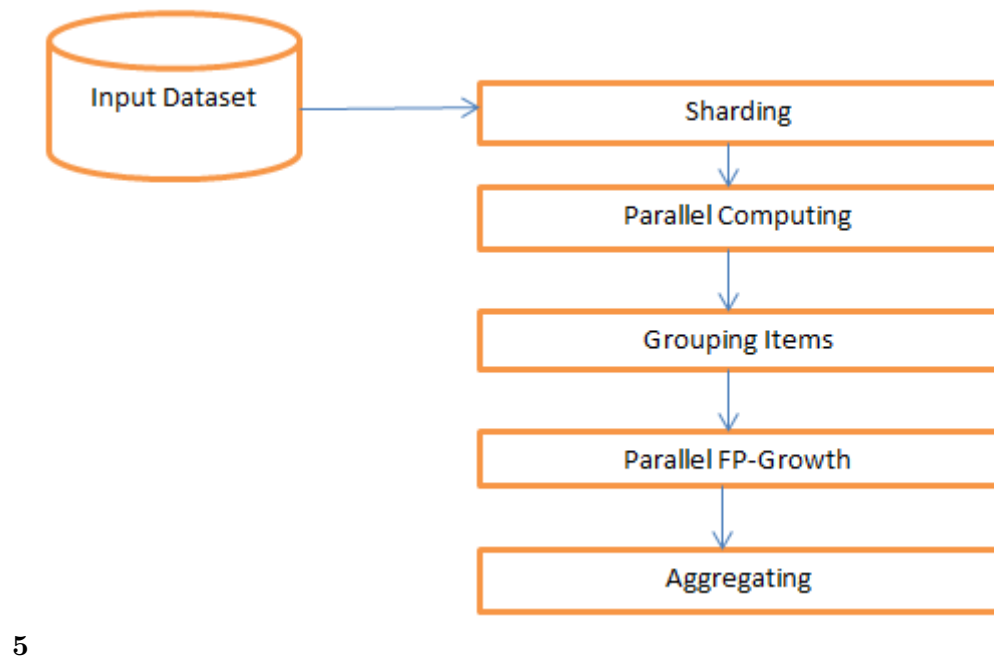 Input Dataset
Sharding
Parallel Computing
Grouping Items
Parallel FP-Growth
Aggregating
5